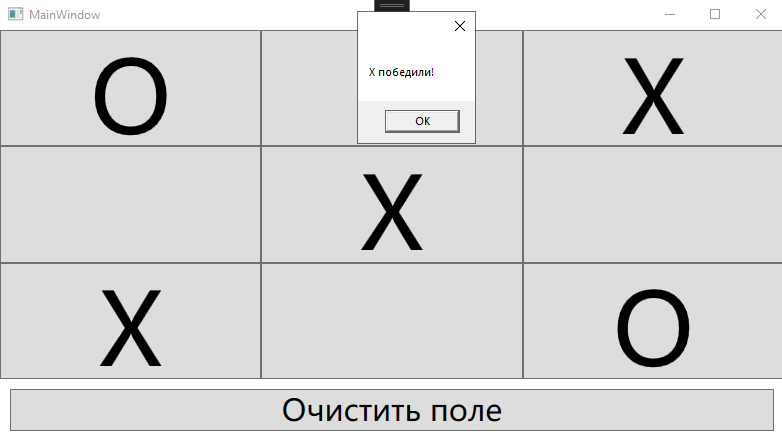 MainWindow
O X
X победили!
OK
X
X O
Очистить поле